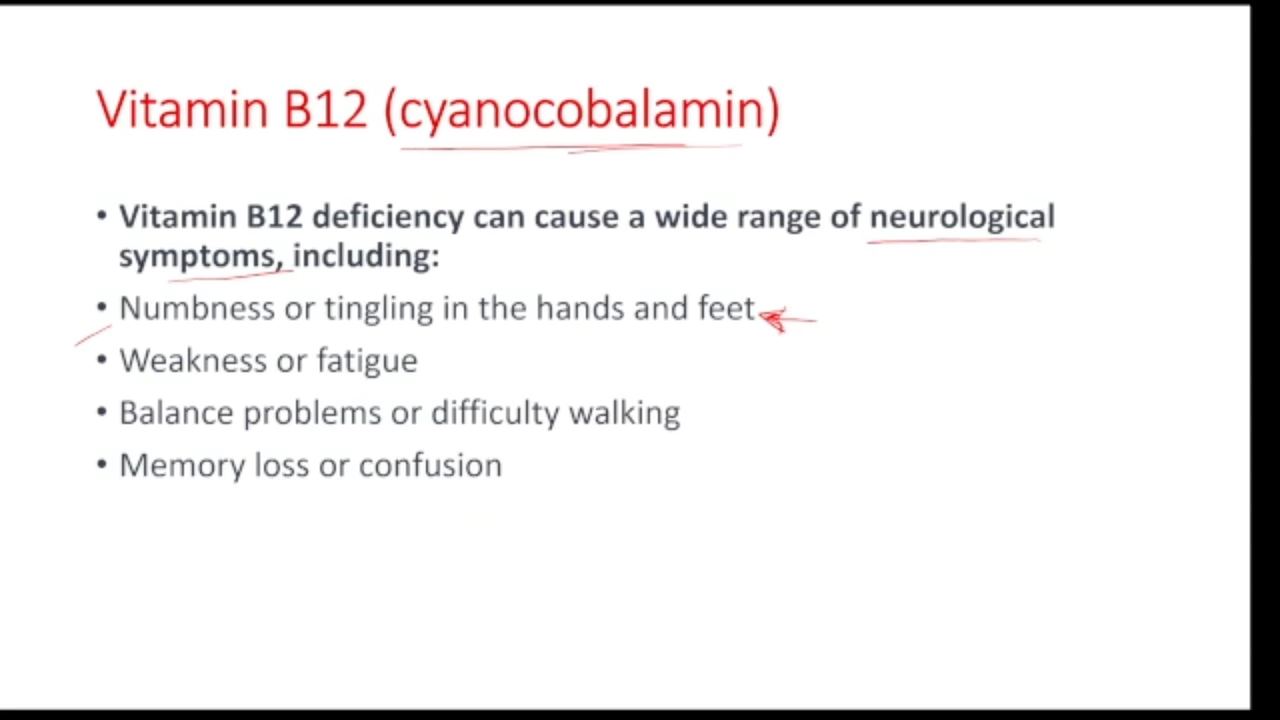 Vitamin B12 (cyanocobalamin)
• Vitamin B12 deficiency can cause a wide range of neurological
symptoms, including:
• Numbness or tingling in the hands and feet
• Weakness or fatigue
• Balance problems or difficulty walking
• Memory loss or confusion